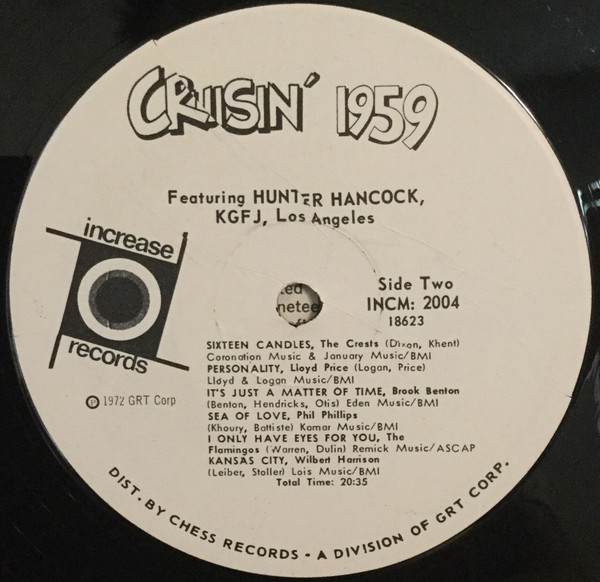 CRUISIN' 1959
Featuring HUNTER HANCOCK,
KGFJ, Los Angeles
increase
records
Side Two
INCM: 2004
18623
SIXTEEN CANDLES, The Crests (Dixon, Khent)
Coronation Music & January Music/BMI
PERSONALITY, Lloyd Price (Logan, Price)
Lloyd & Logan Music/BMI
IT'S JUST A MATTER OF TIME, Brook Benton
(Benton, Hendricks, Otis) Eden Music/BMI
SEA OF LOVE, Phil Phillips
(Khoury, Battiste) Kamar Music/BMI
I ONLY HAVE EYES FOR YOU, The
Flamingos (Warren, Dulin) Remick Music/ASCAP
KANSAS CITY, Wilbert Harrison
(Leiber, Stoller) Lois Music/BMI
Total Time: 20:35
℗ 1972 GRT Corp
DIST. BY CHESS RECORDS - A DIVISION OF GRT CORP.